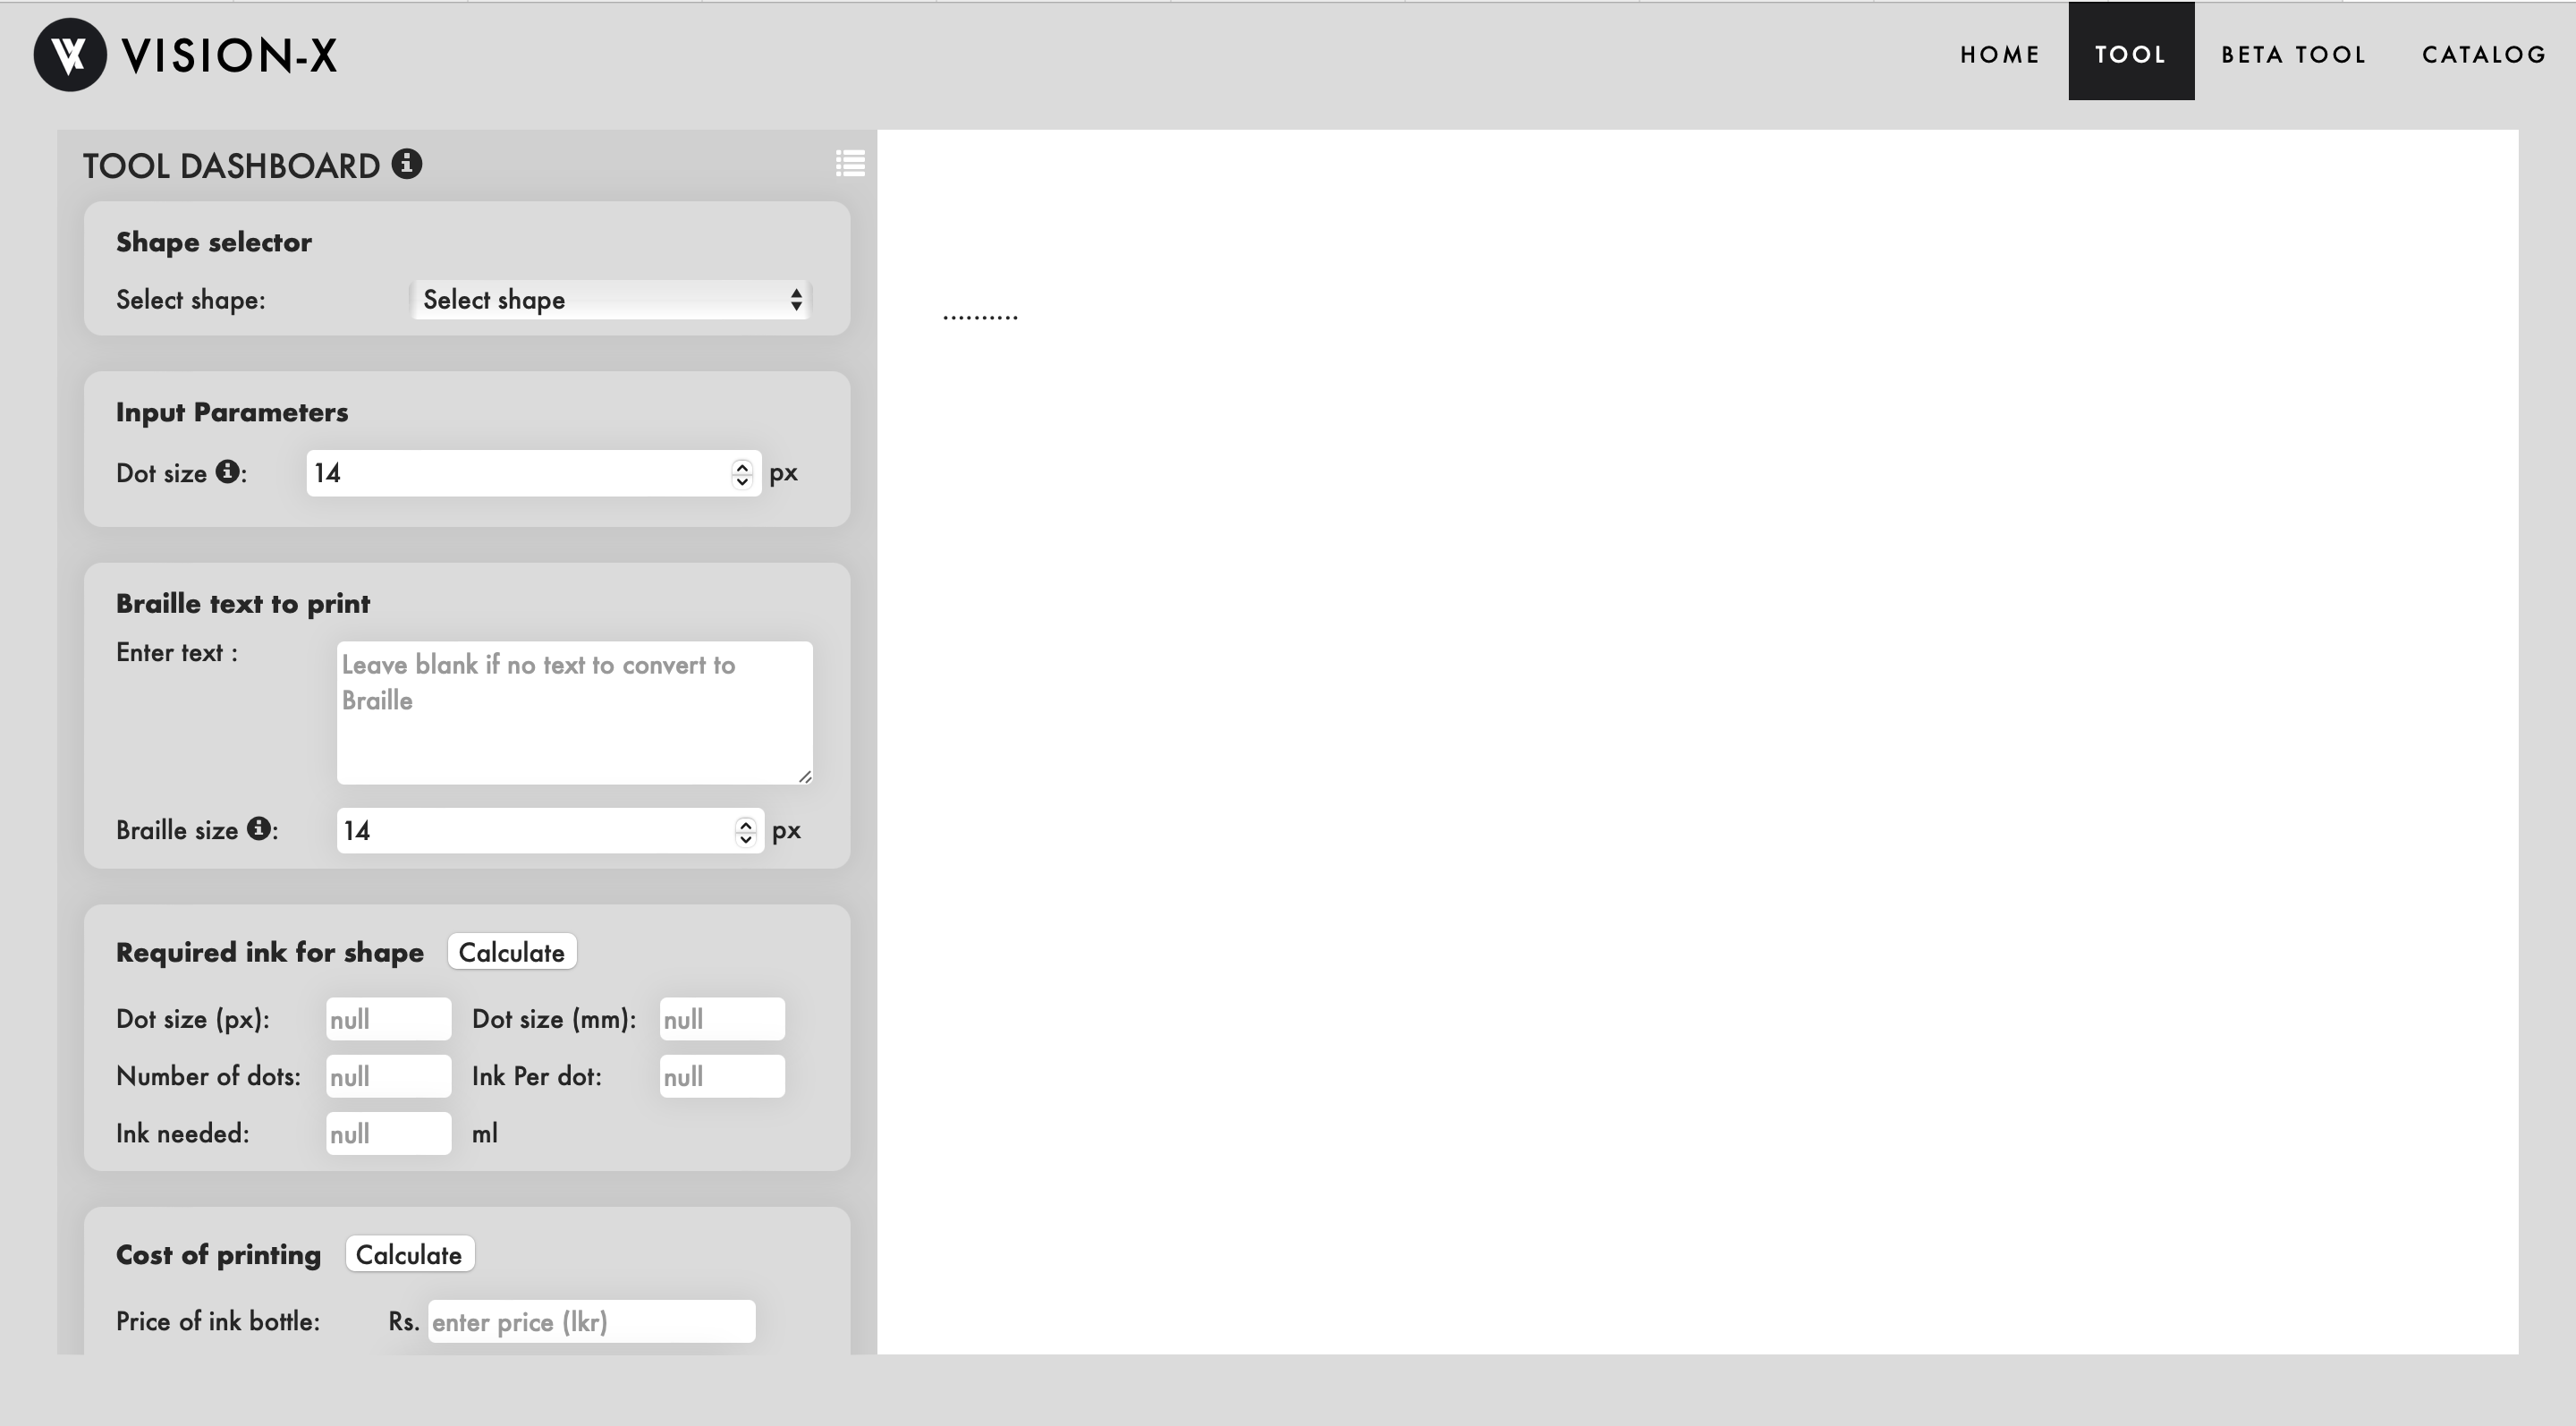 VISION-X
HOME TOOL BETA TOOL CATALOG
TOOL DASHBOARD
Shape selector
Select shape: Select shape
Input Parameters
Dot size : 14 px
Braille text to print
Enter text : Leave blank if no text to convert to
Braille
Braille size : 14 px
Required ink for shape Calculate
Dot size (px): null Dot size (mm): null
Number of dots: null Ink Per dot: null
Ink needed: null ml
Cost of printing Calculate
Price of ink bottle: Rs. enter price (lkr)
..........